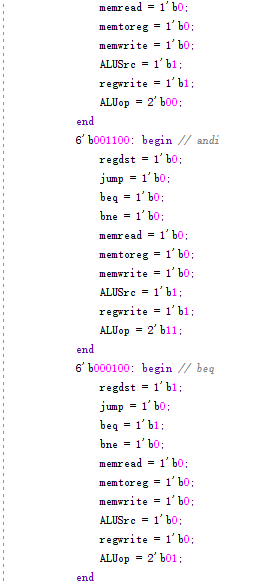 memread = 1'b0;
memtoreg = 1'b0;
memwrite = 1'b0;
ALUSrc = 1'b1;
regwrite = 1'b1;
ALUop = 2'b00;
end
6'b001100: begin // andi
regdst = 1'b0;
jump = 1'b0;
beq = 1'b0;
bne = 1'b0;
memread = 1'b0;
memtoreg = 1'b0;
memwrite = 1'b0;
ALUSrc = 1'b1;
regwrite = 1'b1;
ALUop = 2'b11;
end
6'b000100: begin // beq
regdst = 1'b1;
jump = 1'b0;
beq = 1'b1;
bne = 1'b0;
memread = 1'b0;
memtoreg = 1'b0;
memwrite = 1'b0;
ALUSrc = 1'b0;
regwrite = 1'b0;
ALUop = 2'b01;
end